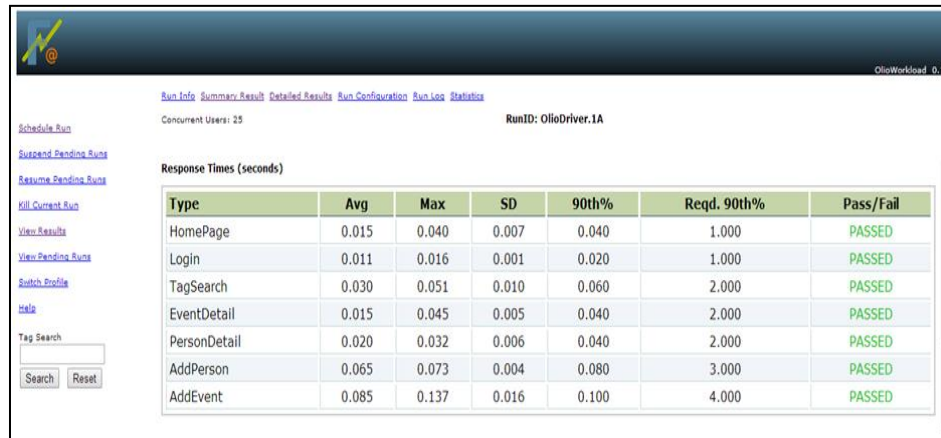 @
OlioWorkload 0.
Run Info Summary Result Detailed Results Run Configuration Run Log Statistics
Concurrent Users: 25 RunID: OlioDriver.1A
Schedule Run
Suspend Pending Runs
Resume Pending Runs
Kill Current Run
View Results
View Pending Runs
Switch Profile
Help
Tag Search
Search Reset
Response Times (seconds)
Type Avg Max SD 90th% Reqd. 90th% Pass/Fail
HomePage 0.015 0.040 0.007 0.040 1.000 PASSED
Login 0.011 0.016 0.001 0.020 1.000 PASSED
TagSearch 0.030 0.051 0.010 0.060 2.000 PASSED
EventDetail 0.015 0.045 0.005 0.040 2.000 PASSED
PersonDetail 0.020 0.032 0.006 0.040 2.000 PASSED
AddPerson 0.065 0.073 0.004 0.080 3.000 PASSED
AddEvent 0.085 0.137 0.016 0.100 4.000 PASSED